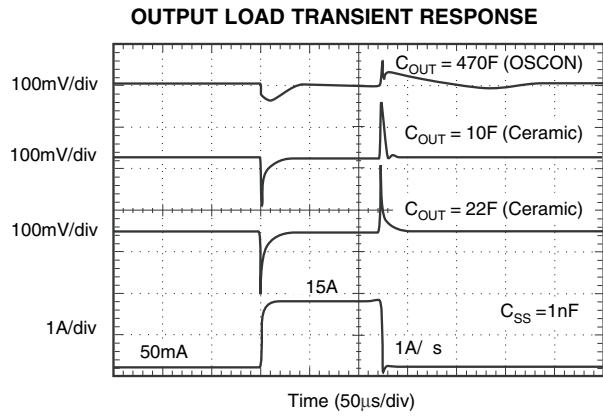 OUTPUT LOAD TRANSIENT RESPONSE
C_OUT = 470F (OSCON)
100mV/div
C_OUT = 10F (Ceramic)
100mV/div
C_OUT = 22F (Ceramic)
100mV/div
15A
C_SS =1nF
1A/div
50mA
1A/ s
Time (50μs/div)